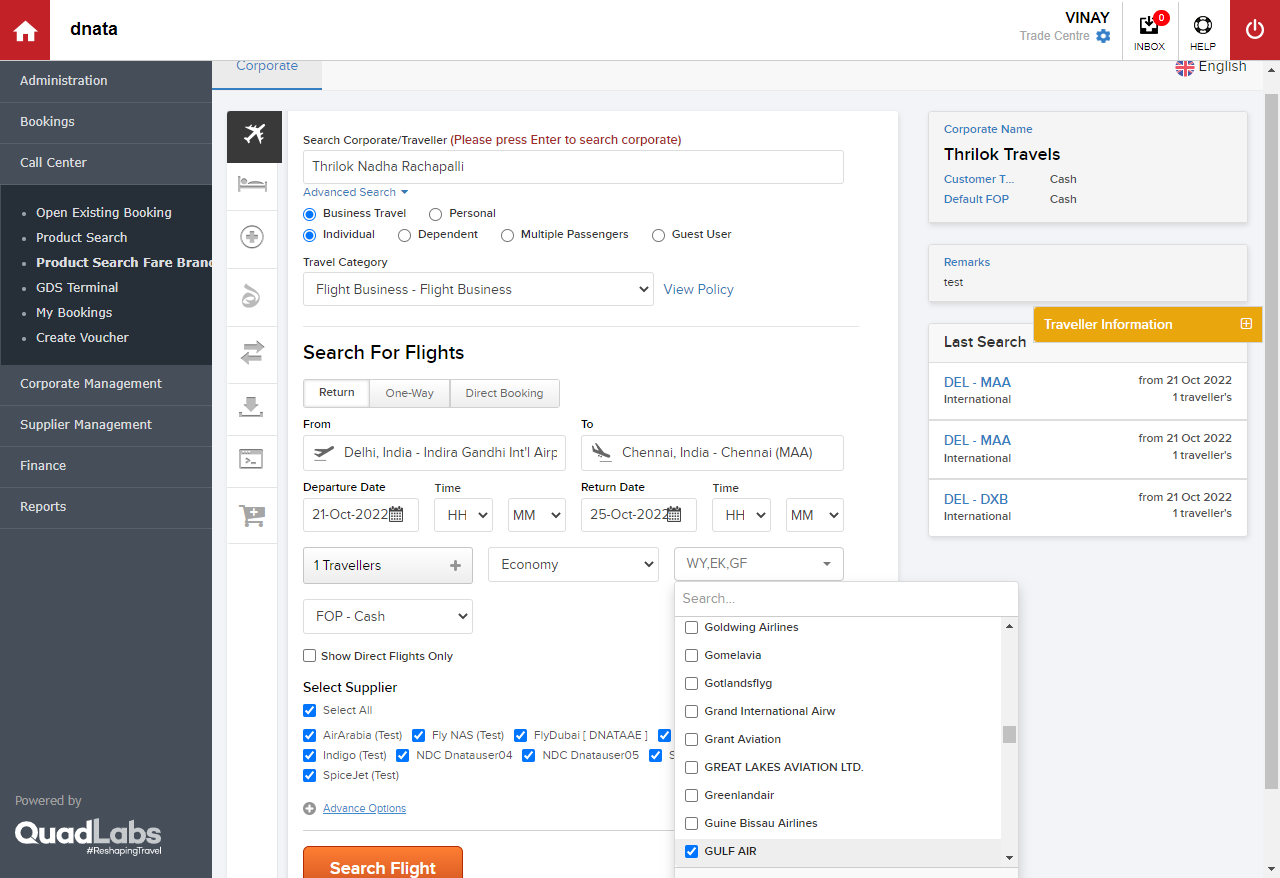 dnata
VINAY
Trade Centre
0
INBOX
HELP
Administration
Bookings
Call Center
Open Existing Booking
Product Search
Product Search Fare Brand
GDS Terminal
My Bookings
Create Voucher
Corporate Management
Supplier Management
Finance
Reports
Powered by
QuadLabs
#ReshapingTravel
Corporate
English
Search Corporate/Traveller (Please press Enter to search corporate)
Thrilok Nadha Rachapalli
Advanced Search
Business Travel Personal
Individual Dependent Multiple Passengers Guest User
Travel Category
Flight Business - Flight Business View Policy
Search For Flights
Return One-Way Direct Booking
From To
Delhi, India - Indira Gandhi Int'l Airp Chennai, India - Chennai (MAA)
Departure Date Time Return Date Time
21-Oct-2022 HH MM 25-Oct-2022 HH MM
1 Travellers Economy WY,EK,GF
FOP - Cash
Show Direct Flights Only
Select Supplier
Select All
AirArabia (Test) Fly NAS (Test) FlyDubai [ DNATAAE ]
Indigo (Test) NDC Dnatauser04 NDC Dnatauser05 S
SpiceJet (Test)
Advance Options
Search Flight
Search...
Goldwing Airlines
Gomelavia
Gotlandsflyg
Grand International Airw
Grant Aviation
GREAT LAKES AVIATION LTD.
Greenlandair
Guine Bissau Airlines
GULF AIR
Corporate Name
Thrilok Travels
Customer T... Cash
Default FOP Cash
Remarks
test
Traveller Information
Last Search
DEL - MAA from 21 Oct 2022
International 1 traveller's
DEL - MAA from 21 Oct 2022
International 1 traveller's
DEL - DXB from 21 Oct 2022
International 1 traveller's